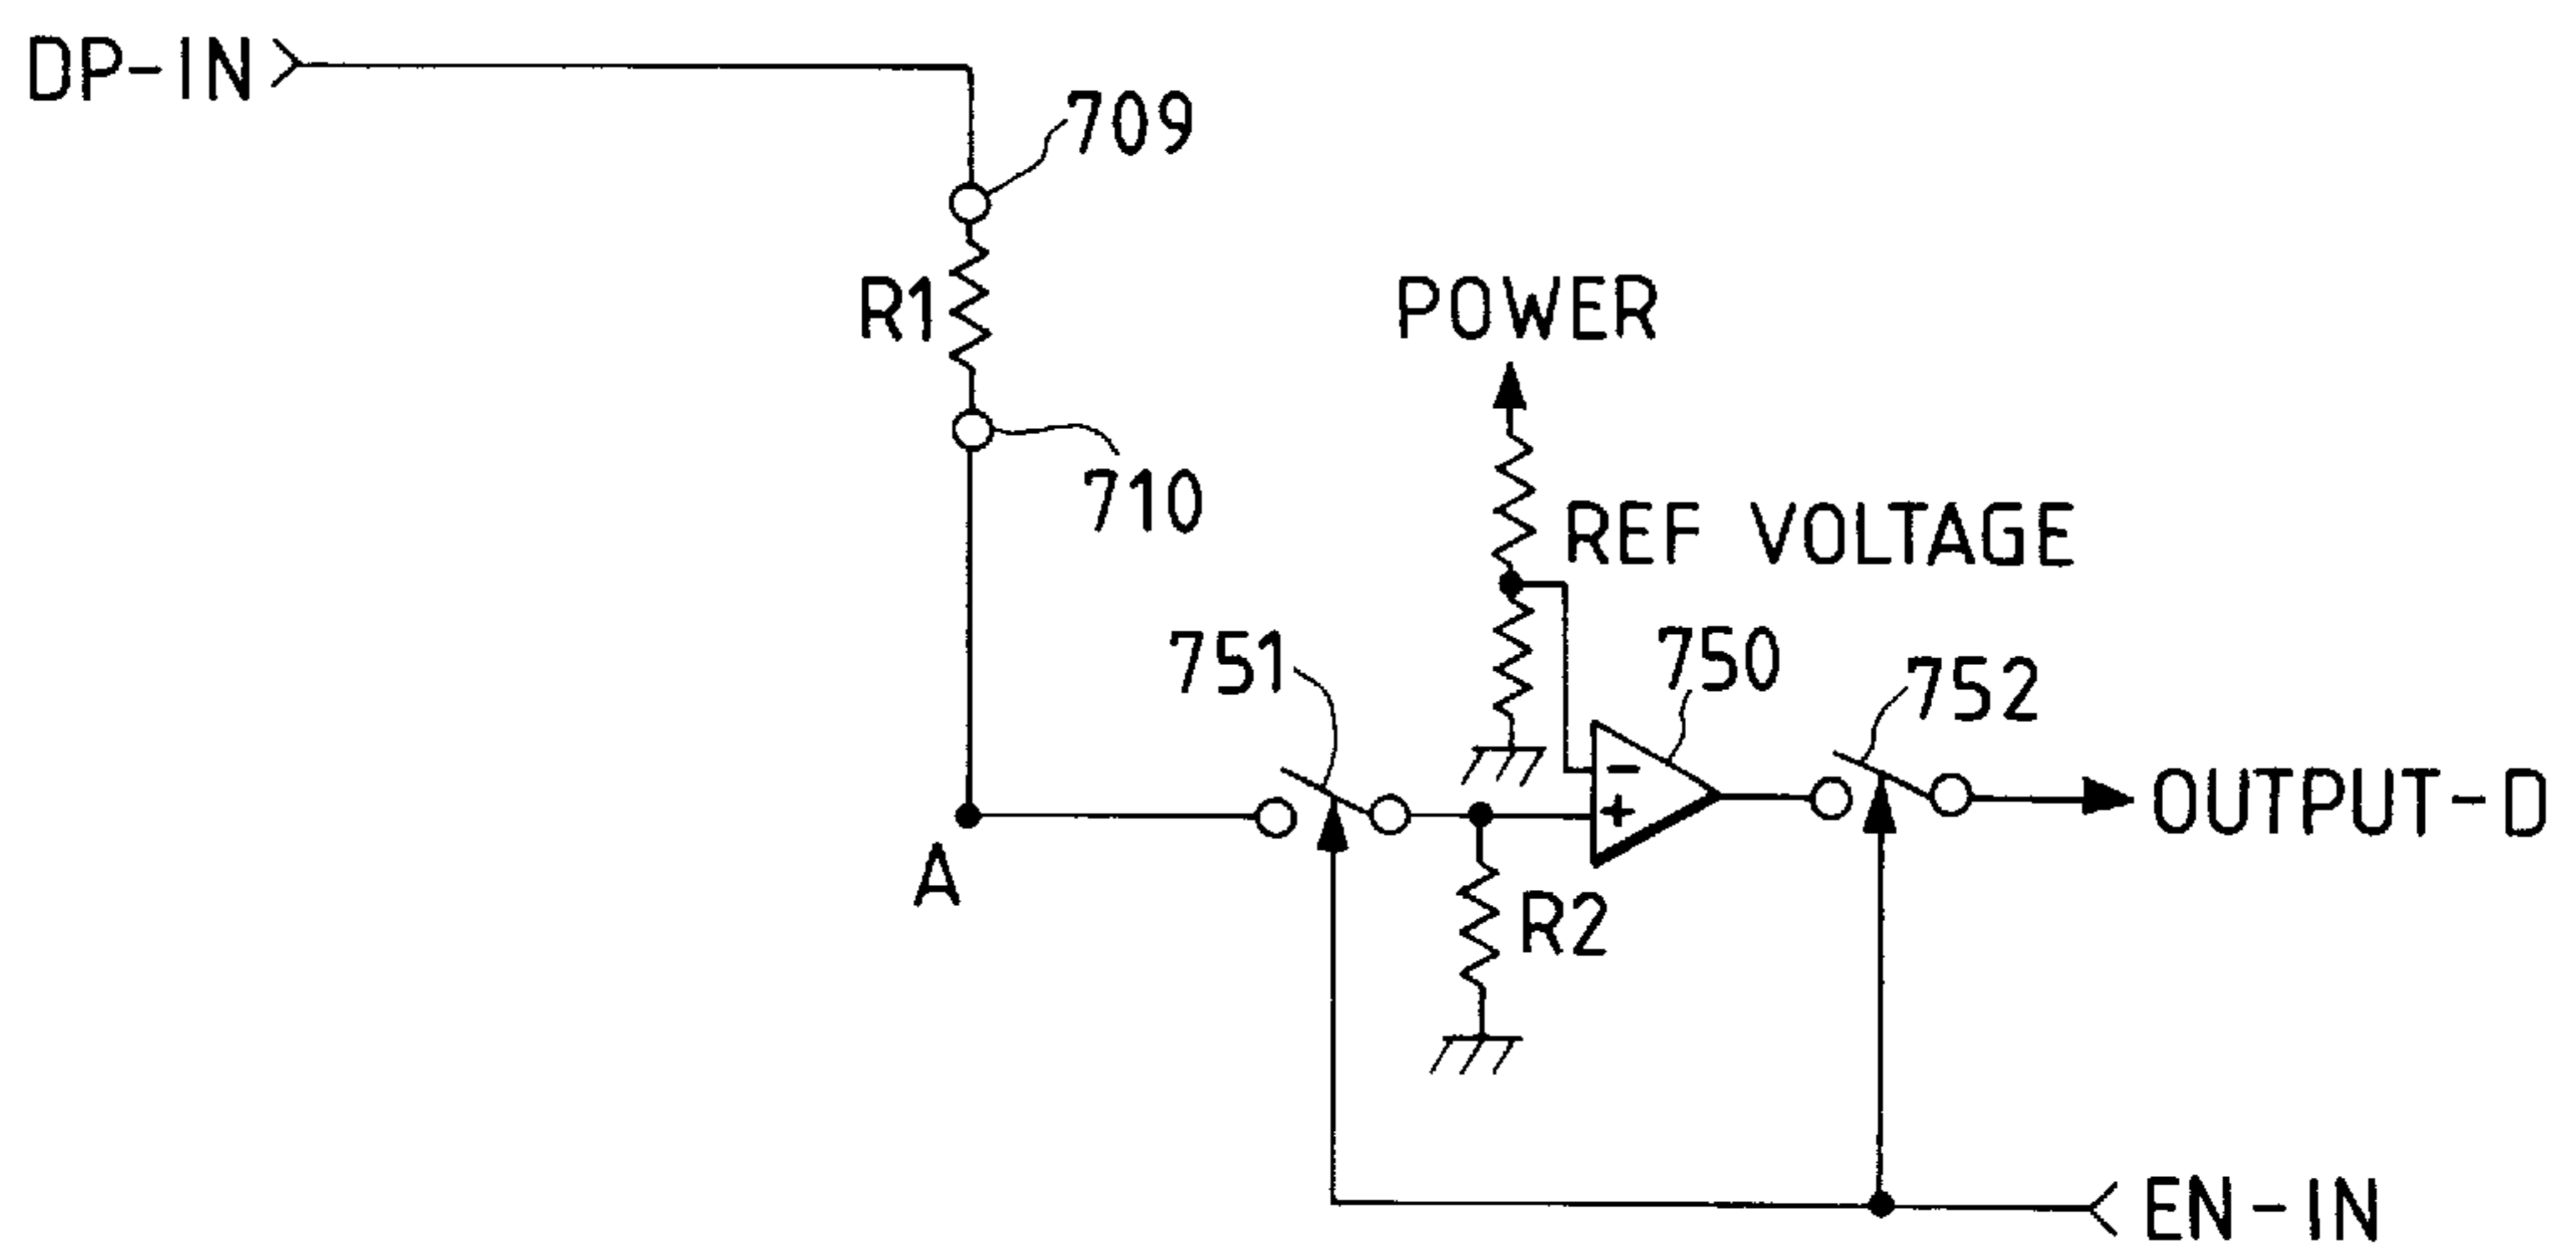 DP-IN
709
R1
POWER
710
REF VOLTAGE
751
750
752
-
+
OUTPUT-D
A
R2
EN-IN